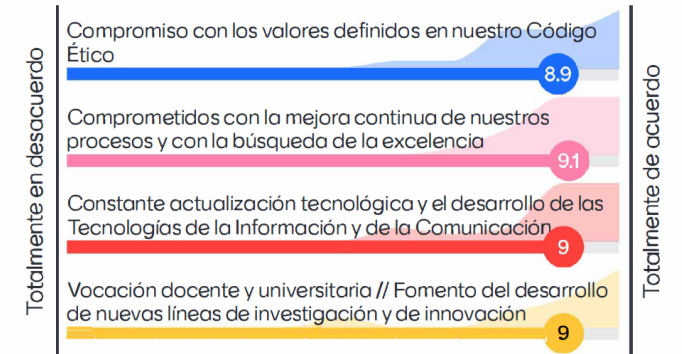 Totalmente en desacuerdo
Compromiso con los valores definidos en nuestro Código
Ético
8.9
Comprometidos con la mejora continua de nuestros
procesos y con la búsqueda de la excelencia
9.1
Constante actualización tecnológica y el desarrollo de las
Tecnologías de la Información y de la Comunicación
9
Vocación docente y universitaria // Fomento del desarrollo
de nuevas líneas de investigación y de innovación
9
Totalmente de acuerdo